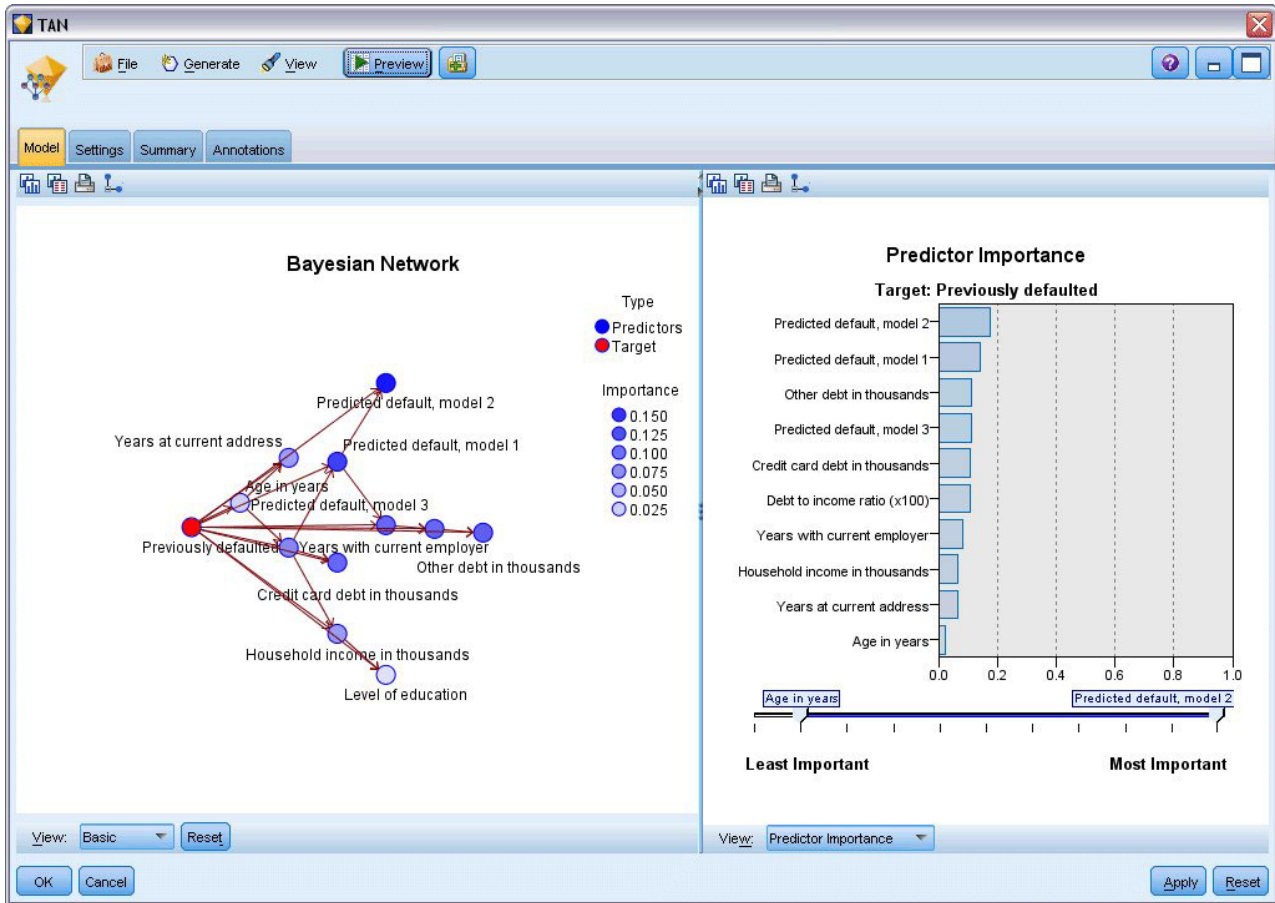 TAN
File Generate View Preview
Model Settings Summary Annotations
Bayesian Network
Type
Predictors
Target
Importance
0.150
0.125
0.100
0.075
0.050
0.025
Predicted default, model 2
Years at current address
Predicted default, model 1
Age in years
Predicted default, model 3
Previously defaulted
Years with current employer
Other debt in thousands
Credit card debt in thousands
Household income in thousands
Level of education
View: Basic Reset
Predictor Importance
Target: Previously defaulted
Predicted default, model 2
Predicted default, model 1
Other debt in thousands
Predicted default, model 3
Credit card debt in thousands
Debt to income ratio (x100)
Years with current employer
Household income in thousands
Years at current address
Age in years
0.0 0.2 0.4 0.6 0.8 1.0
Age in years Predicted default, model 2
Least Important Most Important
View: Predictor Importance
OK Cancel Apply Reset